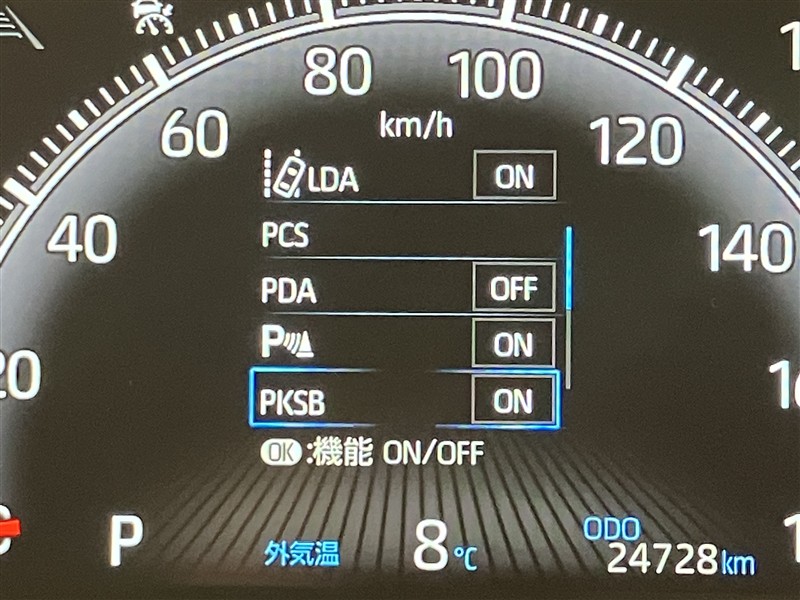 80 100
km/h
60 120
LDA ON
PCS
40 140
PDA OFF
P ON
20
PKSB ON
OK:機能 ON/OFF
P 外気温 8℃ ODO 24728km